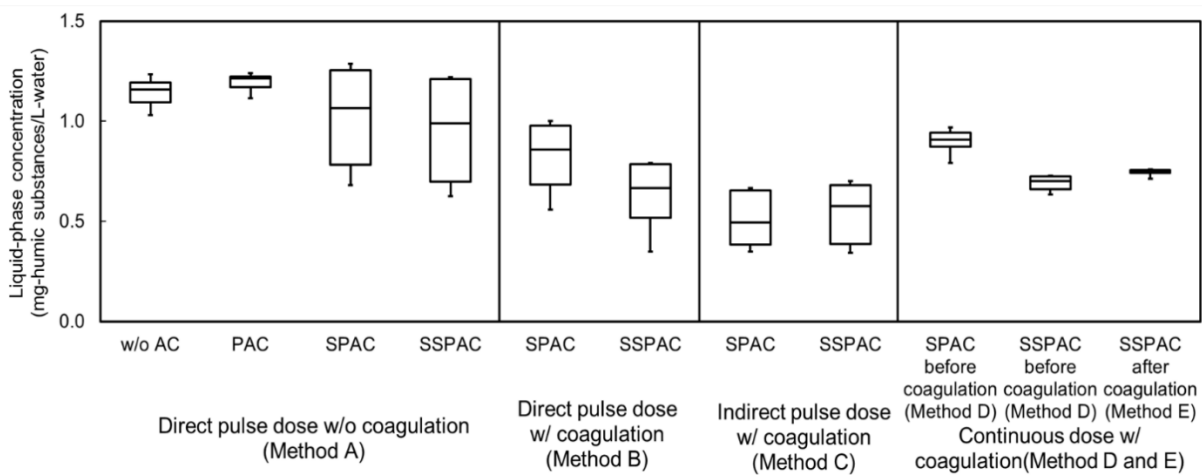 Liquid-phase concentration
(mg-humic substances/L-water)
1.5
1.0
0.5
0.0
w/o AC
PAC
SPAC
SSPAC
SPAC
SSPAC
SPAC
SSPAC
SPAC
before
coagulation
(Method D)
SSPAC
before
coagulation
(Method D)
SSPAC
after
coagulation
(Method E)
Direct pulse dose w/o coagulation
(Method A)
Direct pulse dose
w/ coagulation
(Method B)
Indirect pulse dose
w/ coagulation
(Method C)
Continuous dose w/
coagulation(Method D and E)